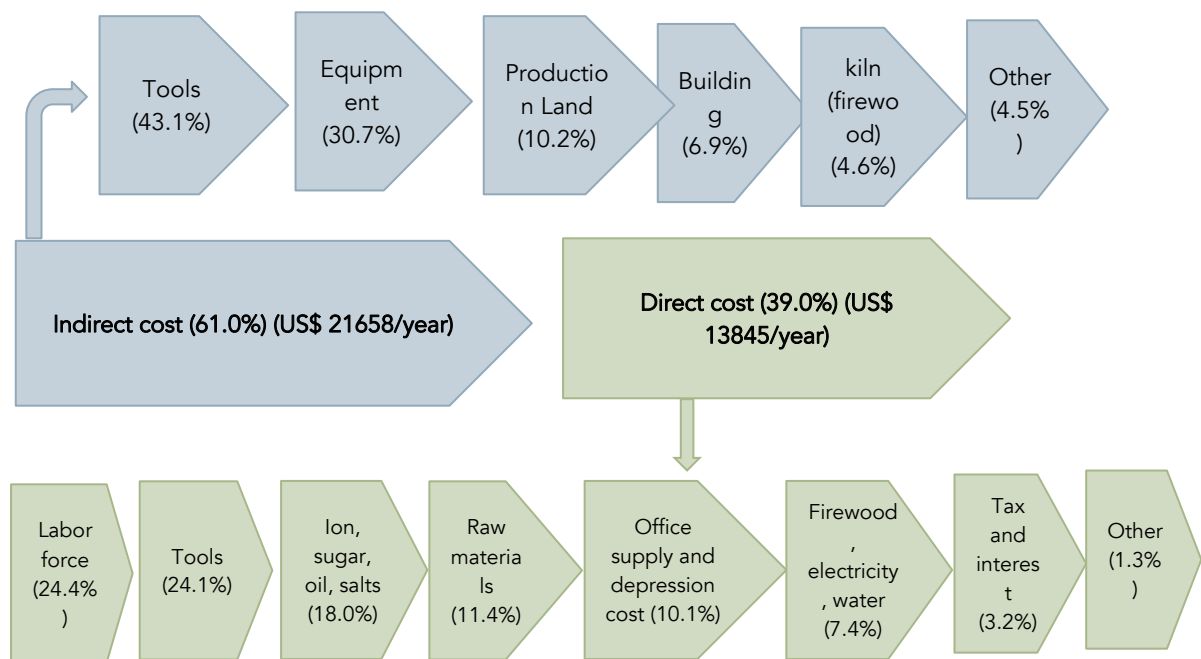 Tools
(43.1%)
Equipm
ent
(30.7%)
Productio
n Land
(10.2%)
Buildin
g
(6.9%)
kiln
(firewo
od)
(4.6%)
Other
(4.5%
)
Indirect cost (61.0%) (US$ 21658/year)
Direct cost (39.0%) (US$
13845/year)
Labor
force
(24.4%
)
Tools
(24.1%)
Ion,
sugar,
oil, salts
(18.0%)
Raw
materia
ls
(11.4%)
Office
supply and
depression
cost (10.1%)
Firewood
,
electricity
, water
(7.4%)
Tax
and
interes
t
(3.2%)
Other
(1.3%
)